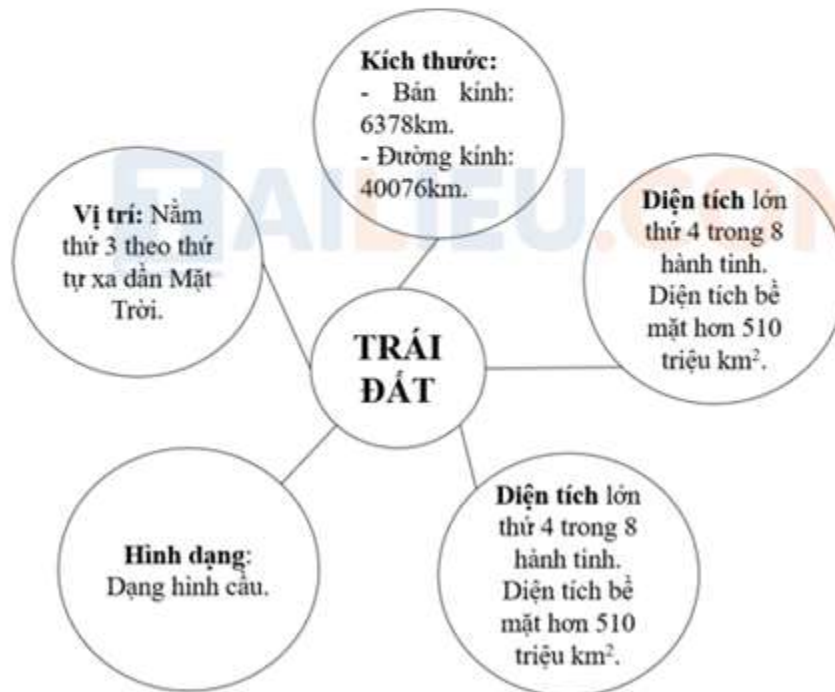 Kích thước:
- Bán kính:
6378km.
- Đường kính:
40076km.
TAILIEU.COM
Vị trí: Nằm
thứ 3 theo thứ
tự xa dần Mặt
Trời.
Diện tích lớn
thứ 4 trong 8
hành tinh.
Diện tích bề
mặt hơn 510
triệu km².
TRÁI
ĐẤT
Hình dạng:
Dạng hình cầu.
Diện tích lớn
thứ 4 trong 8
hành tinh.
Diện tích bề
mặt hơn 510
triệu km².